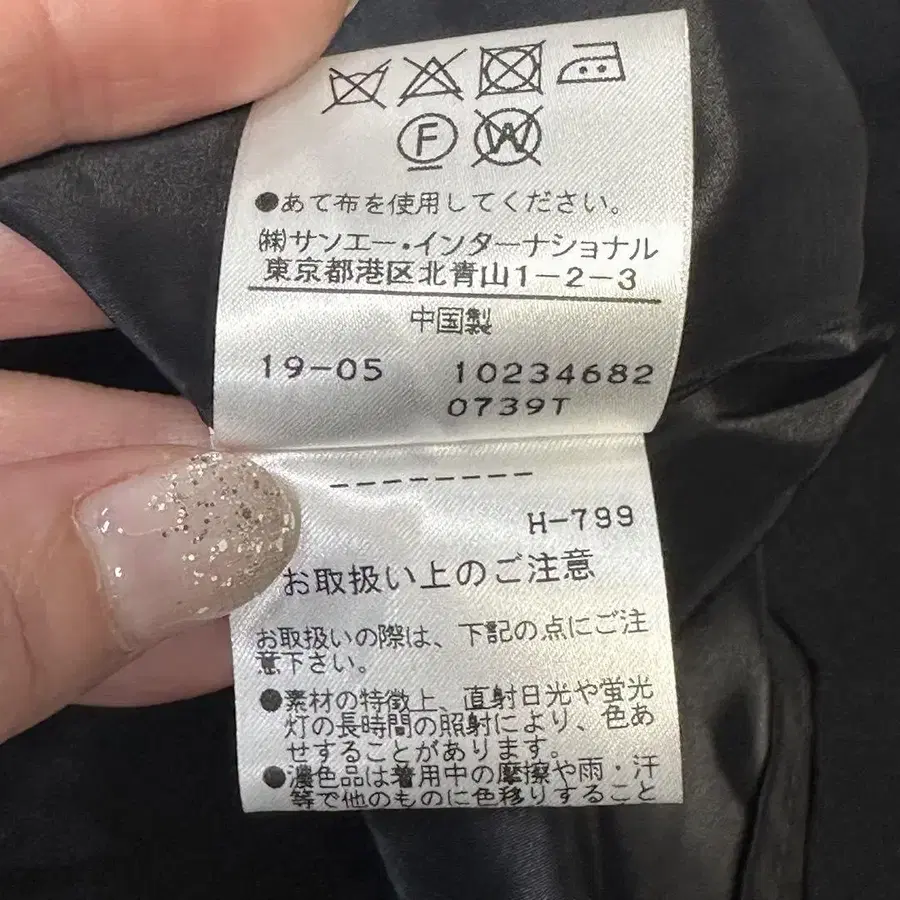 F W
●あて布を使用してください。
㈱サンエー・インターナショナル
東京都港区北青山1-2-3
中国製
19-05 10234682
0739T
--------
H-799
お取扱い上のご注意
お取扱いの際は、下記の点にご注
意下さい。
●素材の特徴上、直射日光や蛍光
灯の長時間の照射により、色あ
せすることがあります。
●濃色品は着用中の摩擦や雨・汗
等で他のものに色移りすること